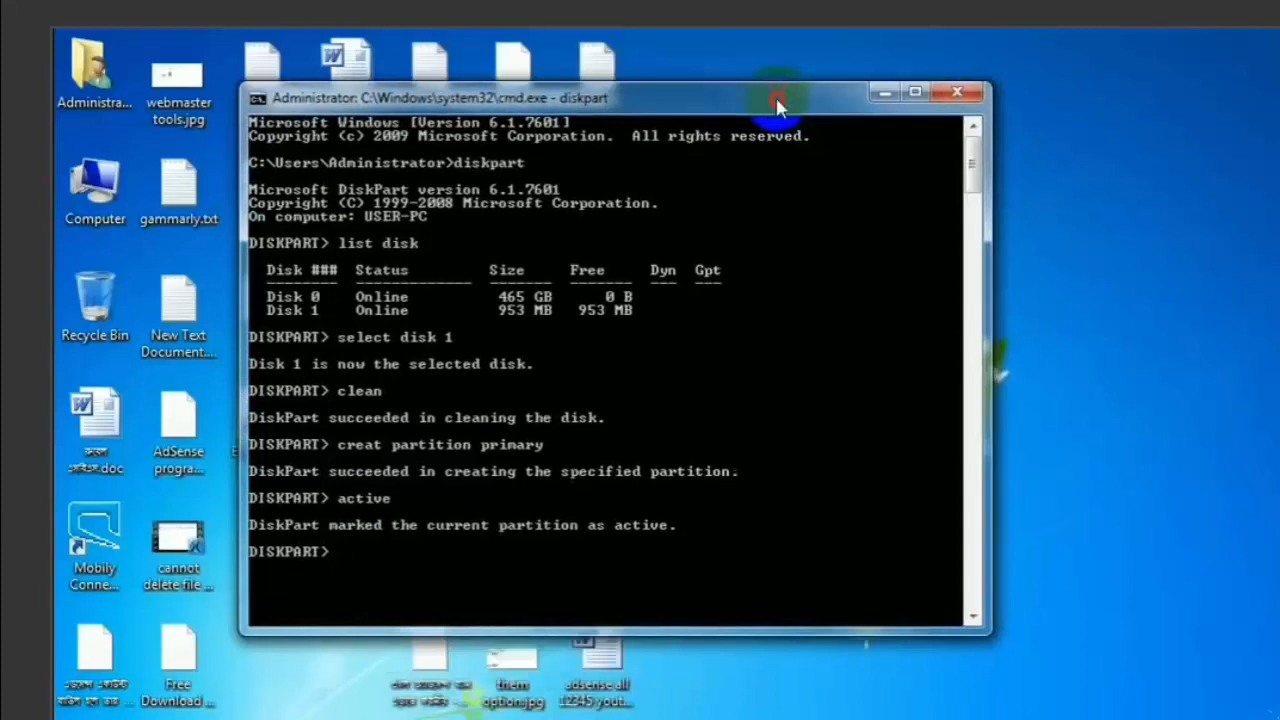 Administra...
webmaster
tools.jpg
Computer
gammarly.txt
Recycle Bin
New Text
Document....
.doc
AdSense
progra...
Mobily
Conne...
cannot
delete file ...
Free
Download ...
them
option.jpg
adsense all
12345 yout...
Administrator: C:\Windows\system32\cmd.exe - diskpart
Microsoft Windows [Version 6.1.7601]
Copyright (c) 2009 Microsoft Corporation. All rights reserved.
C:\Users\Administrator>diskpart
Microsoft DiskPart version 6.1.7601
Copyright (C) 1999-2008 Microsoft Corporation.
On computer: USER-PC
DISKPART> list disk
Disk ### Status Size Free Dyn Gpt
-------- ------------- ------- ------- --- ---
Disk 0 Online 465 GB 0 B
Disk 1 Online 953 MB 953 MB
DISKPART> select disk 1
Disk 1 is now the selected disk.
DISKPART> clean
DiskPart succeeded in cleaning the disk.
DISKPART> creat partition primary
DiskPart succeeded in creating the specified partition.
DISKPART> active
DiskPart marked the current partition as active.
DISKPART>